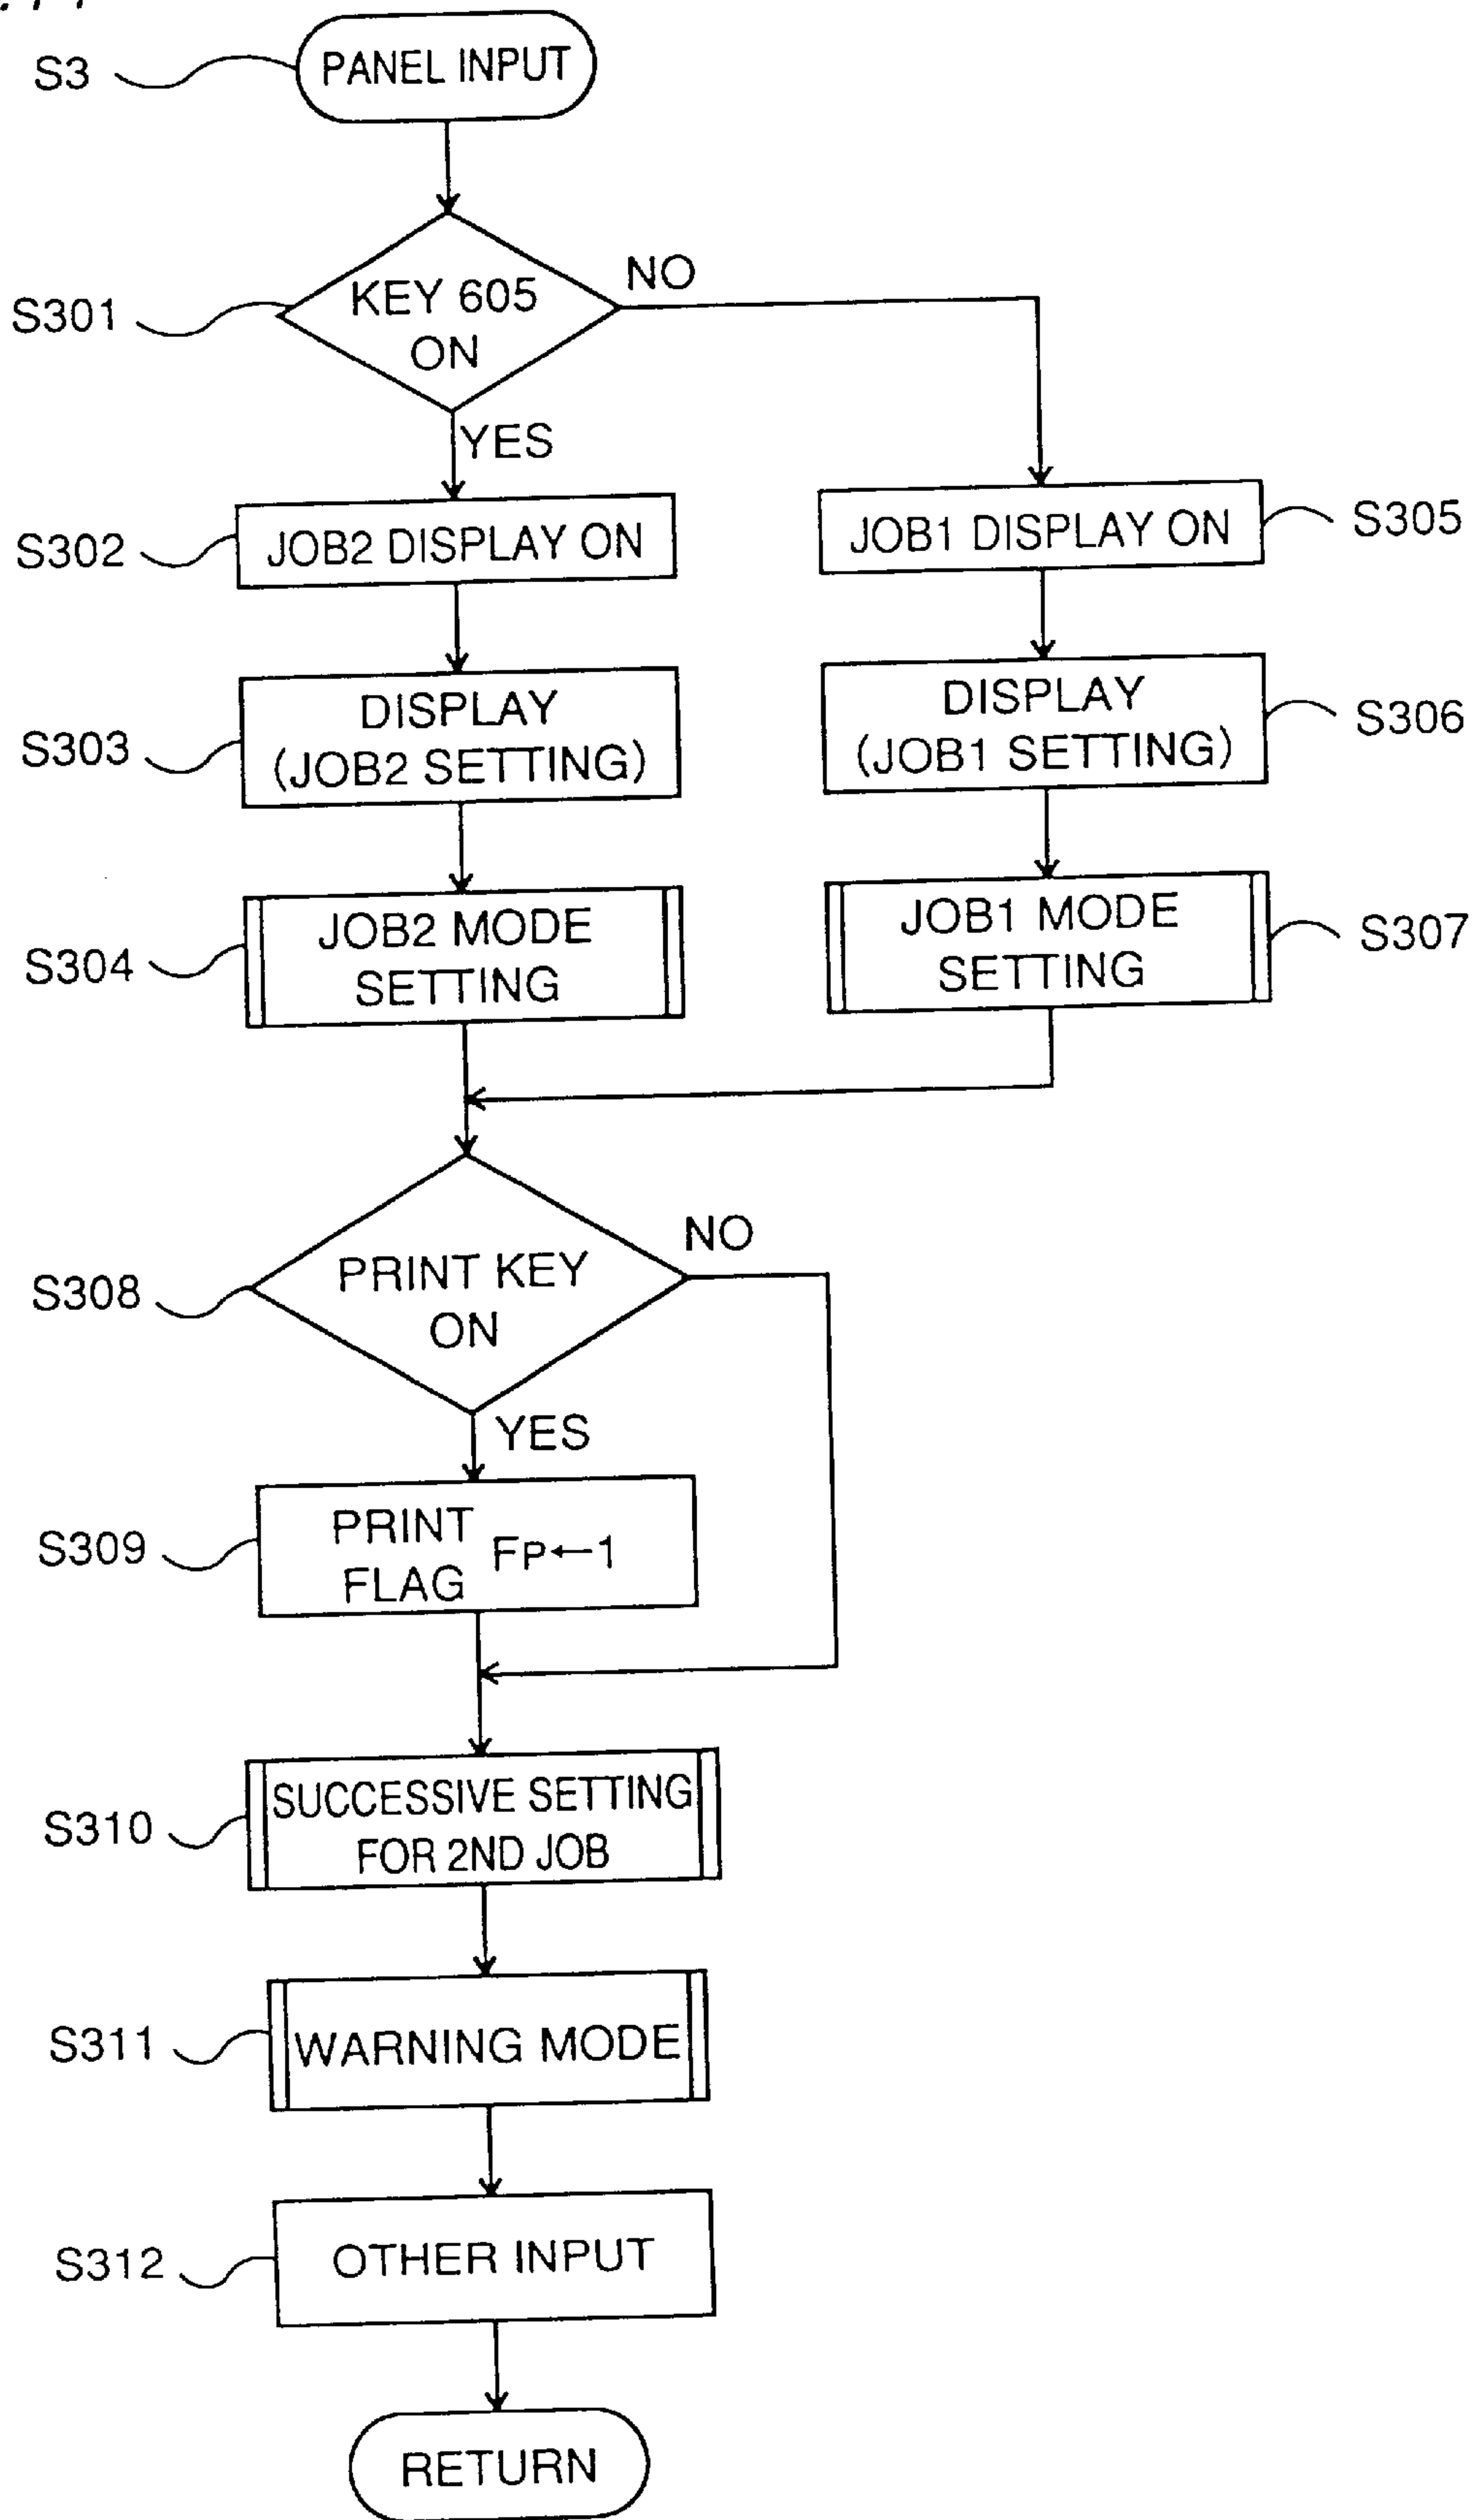 S3
PANEL INPUT
S301
KEY 605
ON
NO
YES
S302
JOB2 DISPLAY ON
JOB1 DISPLAY ON
S305
S303
DISPLAY
(JOB2 SETTING)
DISPLAY
(JOB1 SETTING)
S306
S304
JOB2 MODE
SETTING
JOB1 MODE
SETTING
S307
S308
PRINT KEY
ON
NO
YES
S309
PRINT
FLAG
FP←1
S310
SUCCESSIVE SETTING
FOR 2ND JOB
S311
WARNING MODE
S312
OTHER INPUT
RETURN